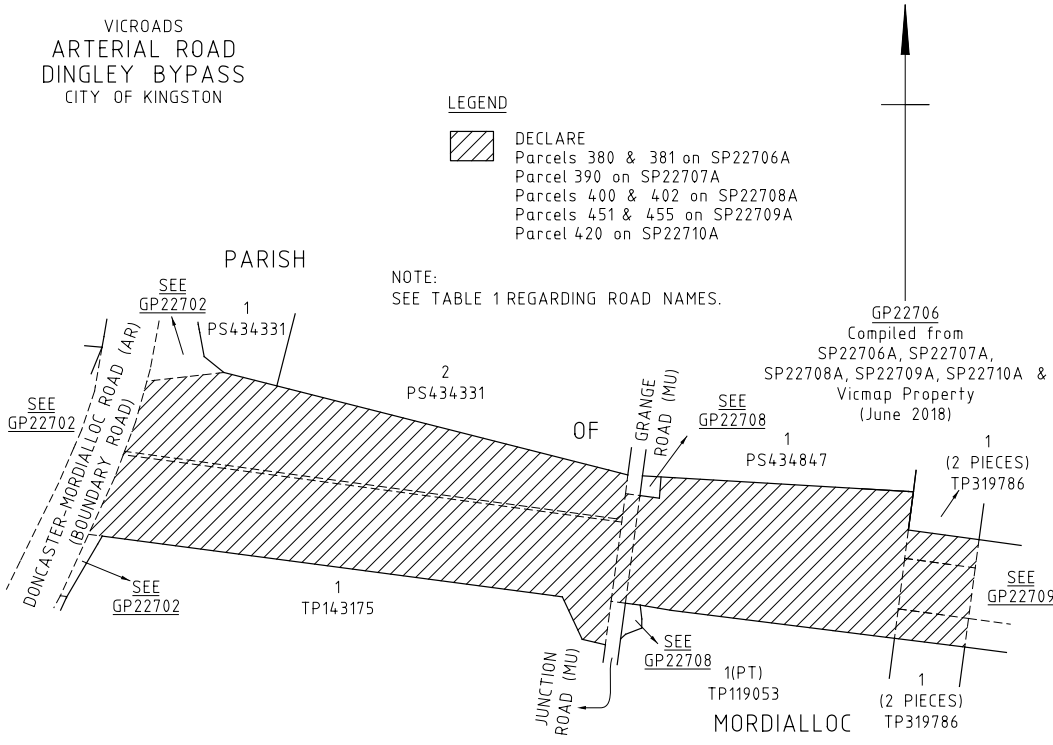 VICROADS
ARTERIAL ROAD
DINGLEY BYPASS
CITY OF KINGSTON
LEGEND
DECLARE
Parcels 380 & 381 on SP22706A
Parcel 390 on SP22707A
Parcels 400 & 402 on SP22708A
Parcels 451 & 455 on SP22709A
Parcel 420 on SP22710A
NOTE:
SEE TABLE 1 REGARDING ROAD NAMES.
GP22706
Compiled from
SP22706A, SP22707A,
SP22708A, SP22709A, SP22710A &
Vicmap Property
(June 2018)
PARISH
SEE
GP22702
1
PS434331
2
PS434331
SEE
GP22702
DONCASTER-MORDIALLOC ROAD (AR)
(BOUNDARY ROAD)
OF
GRANGE
ROAD (MU)
SEE
GP22708
1
PS434847
1
(2 PIECES)
TP319786
SEE
GP22702
1
TP143175
SEE
GP22709
JUNCTION
ROAD (MU)
SEE
GP22708
1(PT)
TP119053
MORDIALLOC
1
(2 PIECES)
TP319786